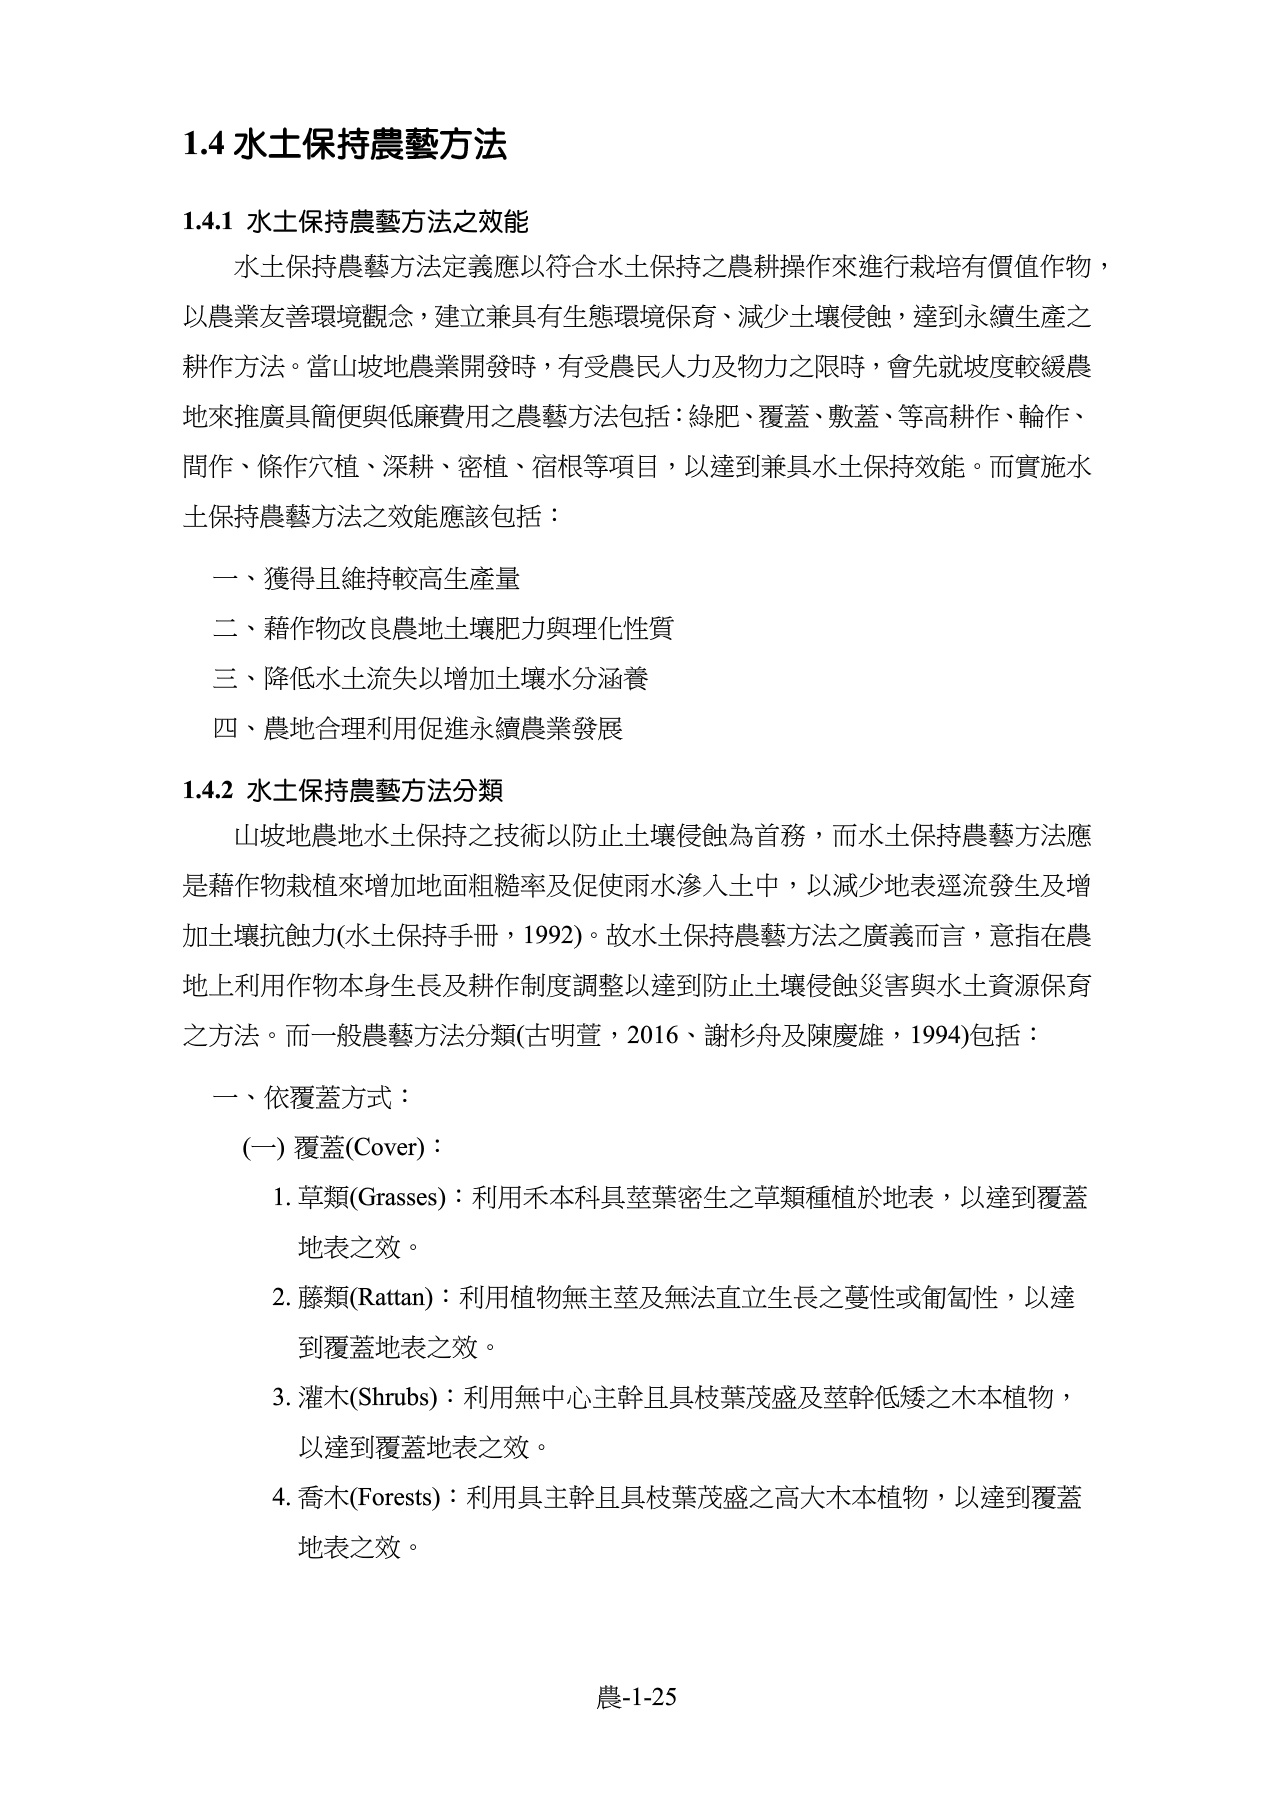 1.4 水土保持農藝方法
1.4.1 水土保持農藝方法之效能
水土保持農藝方法定義應以符合水土保持之農耕操作來進行栽培有價值作物，
以農業友善環境觀念，建立兼具有生態環境保育、減少土壤侵蝕，達到永續生產之
耕作方法。當山坡地農業開發時，有受農民人力及物力之限時，會先就坡度較緩農
地來推廣具簡便與低廉費用之農藝方法包括：綠肥、覆蓋、敷蓋、等高耕作、輪作、
間作、條作穴植、深耕、密植、宿根等項目，以達到兼具水土保持效能。而實施水
土保持農藝方法之效能應該包括：
一、獲得且維持較高生產量
二、藉作物改良農地土壤肥力與理化性質
三、降低水土流失以增加土壤水分涵養
四、農地合理利用促進永續農業發展
1.4.2 水土保持農藝方法分類
山坡地農地水土保持之技術以防止土壤侵蝕為首務，而水土保持農藝方法應
是藉作物栽植來增加地面粗糙率及促使雨水滲入土中，以減少地表逕流發生及增
加土壤抗蝕力(水土保持手冊，1992)。故水土保持農藝方法之廣義而言，意指在農
地上利用作物本身生長及耕作制度調整以達到防止土壤侵蝕災害與水土資源保育
之方法。而一般農藝方法分類(古明萱，2016、謝杉舟及陳慶雄，1994)包括：
一、依覆蓋方式：
(一) 覆蓋(Cover)：
1. 草類(Grasses)：利用禾本科具莖葉密生之草類種植於地表，以達到覆蓋
地表之效。
2. 藤類(Rattan)：利用植物無主莖及無法直立生長之蔓性或匍匐性，以達
到覆蓋地表之效。
3. 灌木(Shrubs)：利用無中心主幹且具枝葉茂盛及莖幹低矮之木本植物，
以達到覆蓋地表之效。
4. 喬木(Forests)：利用具主幹且具枝葉茂盛之高大木本植物，以達到覆蓋
地表之效。
農-1-25